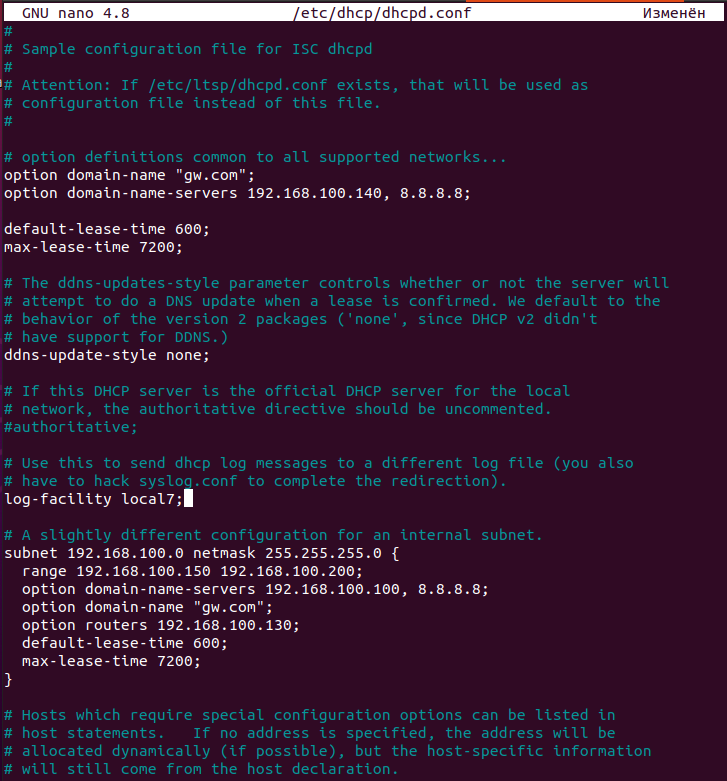 GNU nano 4.8 /etc/dhcp/dhcpd.conf Изменён
#
# Sample configuration file for ISC dhcpd
#
# Attention: If /etc/ltsp/dhcpd.conf exists, that will be used as
# configuration file instead of this file.
#
# option definitions common to all supported networks...
option domain-name "gw.com";
option domain-name-servers 192.168.100.140, 8.8.8.8;
default-lease-time 600;
max-lease-time 7200;
# The ddns-updates-style parameter controls whether or not the server will
# attempt to do a DNS update when a lease is confirmed. We default to the
# behavior of the version 2 packages ('none', since DHCP v2 didn't
# have support for DDNS.)
ddns-update-style none;
# If this DHCP server is the official DHCP server for the local
# network, the authoritative directive should be uncommented.
#authoritative;
# Use this to send dhcp log messages to a different log file (you also
# have to hack syslog.conf to complete the redirection).
log-facility local7;
# A slightly different configuration for an internal subnet.
subnet 192.168.100.0 netmask 255.255.255.0 {
  range 192.168.100.150 192.168.100.200;
  option domain-name-servers 192.168.100.100, 8.8.8.8;
  option domain-name "gw.com";
  option routers 192.168.100.130;
  default-lease-time 600;
  max-lease-time 7200;
}
# Hosts which require special configuration options can be listed in
# host statements.   If no address is specified, the address will be
# allocated dynamically (if possible), but the host-specific information
# will still come from the host declaration.